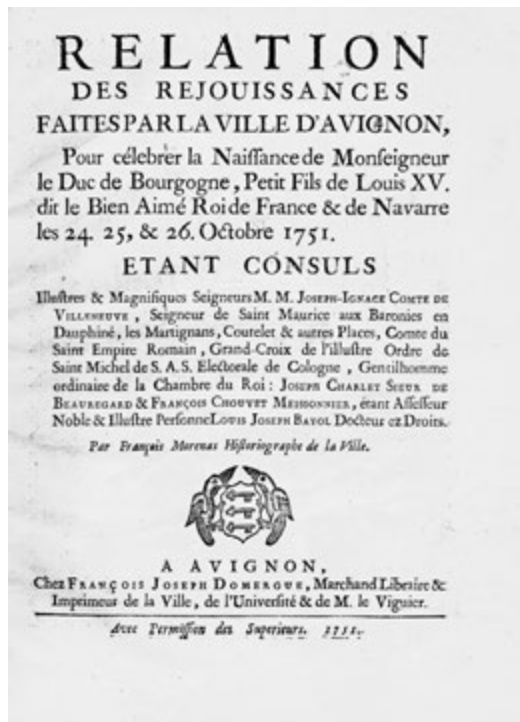 RELATION
DES REJOUISSANCES
FAITES PAR LA VILLE D'AVIGNON,
Pour célebrer la Naiſſance de Monſeigneur
le Duc de Bourgogne, Petit Fils de Louis XV.
dit le Bien Aimé Roi de France & de Navarre
les 24. 25, & 26. Octobre 1751.
ETANT CONSULS
Illuſtres & Magnifiques Seigneurs M. M. JOSEPH-IGNACE COMTE DE
VILLENEUVE, Seigneur de Saint Maurice aux Baronies en
Dauphiné, les Martignans, Coutelet & autres Places, Comte du
Saint Empire Romain, Grand-Croix de l'illuſtre Ordre de
Saint Michel de S. A. S. Electorale de Cologne, Gentilhomme
ordinaire de la Chambre du Roi: JOSEPH CHARLET SIEUR DE
BEAUREGARD & FRANÇOIS CHOUVET MEISSONNIER, étant Aſſeſſeur
Noble & Illuſtre Perſonne LOUIS JOSEPH BAYOL Docteur ez Droits.
Par François Morenas Hiſtoriographe de la Ville.
A AVIGNON,
Chez FRANÇOIS JOSEPH DOMERGUE, Marchand Libraire &
Imprimeur de la Ville, de l'Univerſité & de M. le Viguier.
Avec Permiſſion des Superieurs. 1751.